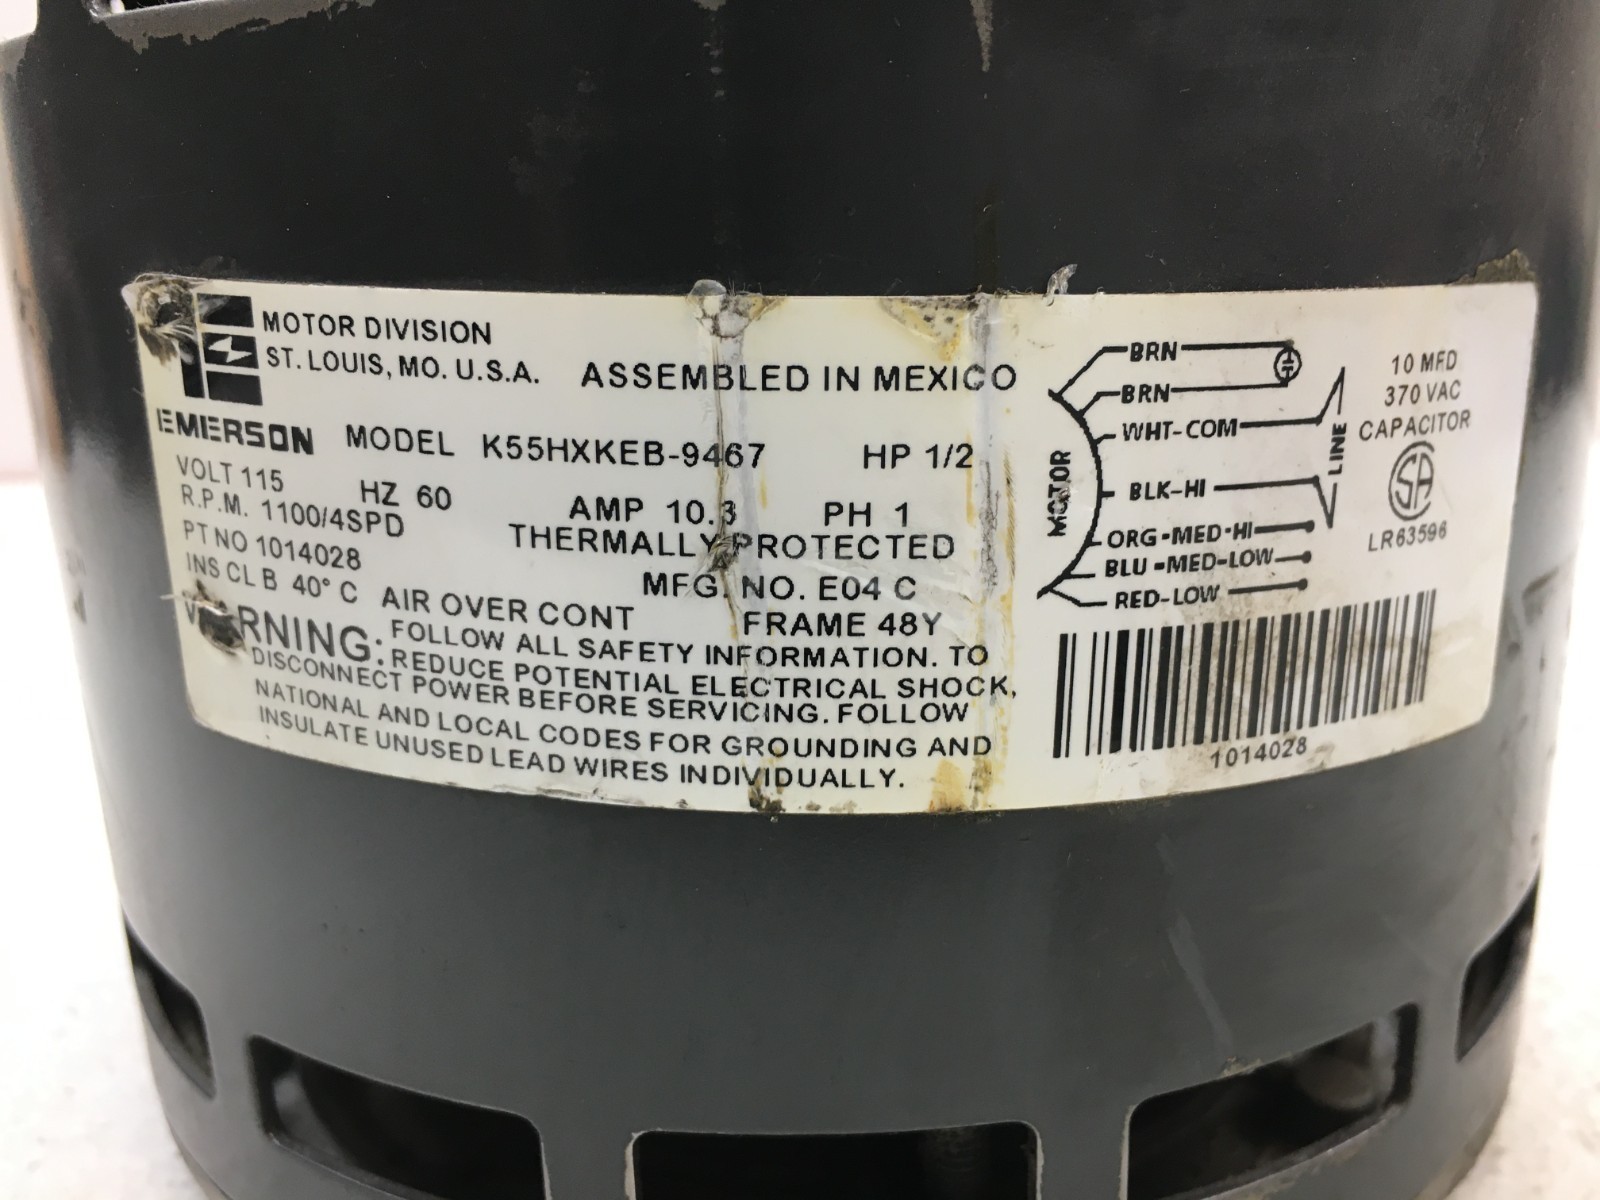 MOTOR DIVISION
ST. LOUIS, MO. U.S.A. ASSEMBLED IN MEXICO
EMERSON MODEL K55HXKEB-9467 HP 1/2
VOLT 115 HZ 60 AMP 10.3 PH 1
R.P.M. 1100/4SPD THERMALLY PROTECTED
PT NO 1014028 MFG. NO. E04 C
INS CL B 40° C AIR OVER CONT FRAME 48Y
WARNING: FOLLOW ALL SAFETY INFORMATION. TO
REDUCE POTENTIAL ELECTRICAL SHOCK,
DISCONNECT POWER BEFORE SERVICING. FOLLOW
NATIONAL AND LOCAL CODES FOR GROUNDING AND
INSULATE UNUSED LEAD WIRES INDIVIDUALLY.
MOTOR
BRN
BRN
WHT-COM
BLK-HI
ORG-MED-HI
BLU-MED-LOW
RED-LOW
LINE
10 MFD
370 VAC
CAPACITOR
SA
LR63596
1014028